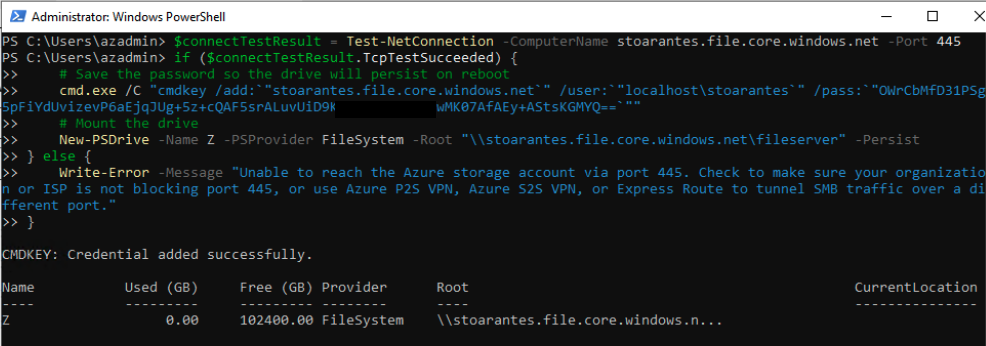 Administrator: Windows PowerShell
PS C:\Users\azadmin> $connectTestResult = Test-NetConnection -ComputerName stoarantes.file.core.windows.net -Port 445
PS C:\Users\azadmin> if ($connectTestResult.TcpTestSucceeded) {
>>     # Save the password so the drive will persist on reboot
>>     cmd.exe /C "cmdkey /add:`"stoarantes.file.core.windows.net`" /user:`"localhost\stoarantes`" /pass:`"OWrCbMfD31PSg
5pFiYdUvizevP6aEjqJUg+5z+cQAF5srALuvUiD9K wMK07AfAEy+AStsKGMYQ==`""
>>     # Mount the drive
>>     New-PSDrive -Name Z -PSProvider FileSystem -Root "\\stoarantes.file.core.windows.net\fileserver" -Persist
>> } else {
>>     Write-Error -Message "Unable to reach the Azure storage account via port 445. Check to make sure your organizatio
n or ISP is not blocking port 445, or use Azure P2S VPN, Azure S2S VPN, or Express Route to tunnel SMB traffic over a di
fferent port."
>> }
CMDKEY: Credential added successfully.
Name Used (GB) Free (GB) Provider Root CurrentLocation
---- --------- --------- -------- ---- ---------------
Z 0.00 102400.00 FileSystem \\stoarantes.file.core.windows.n...